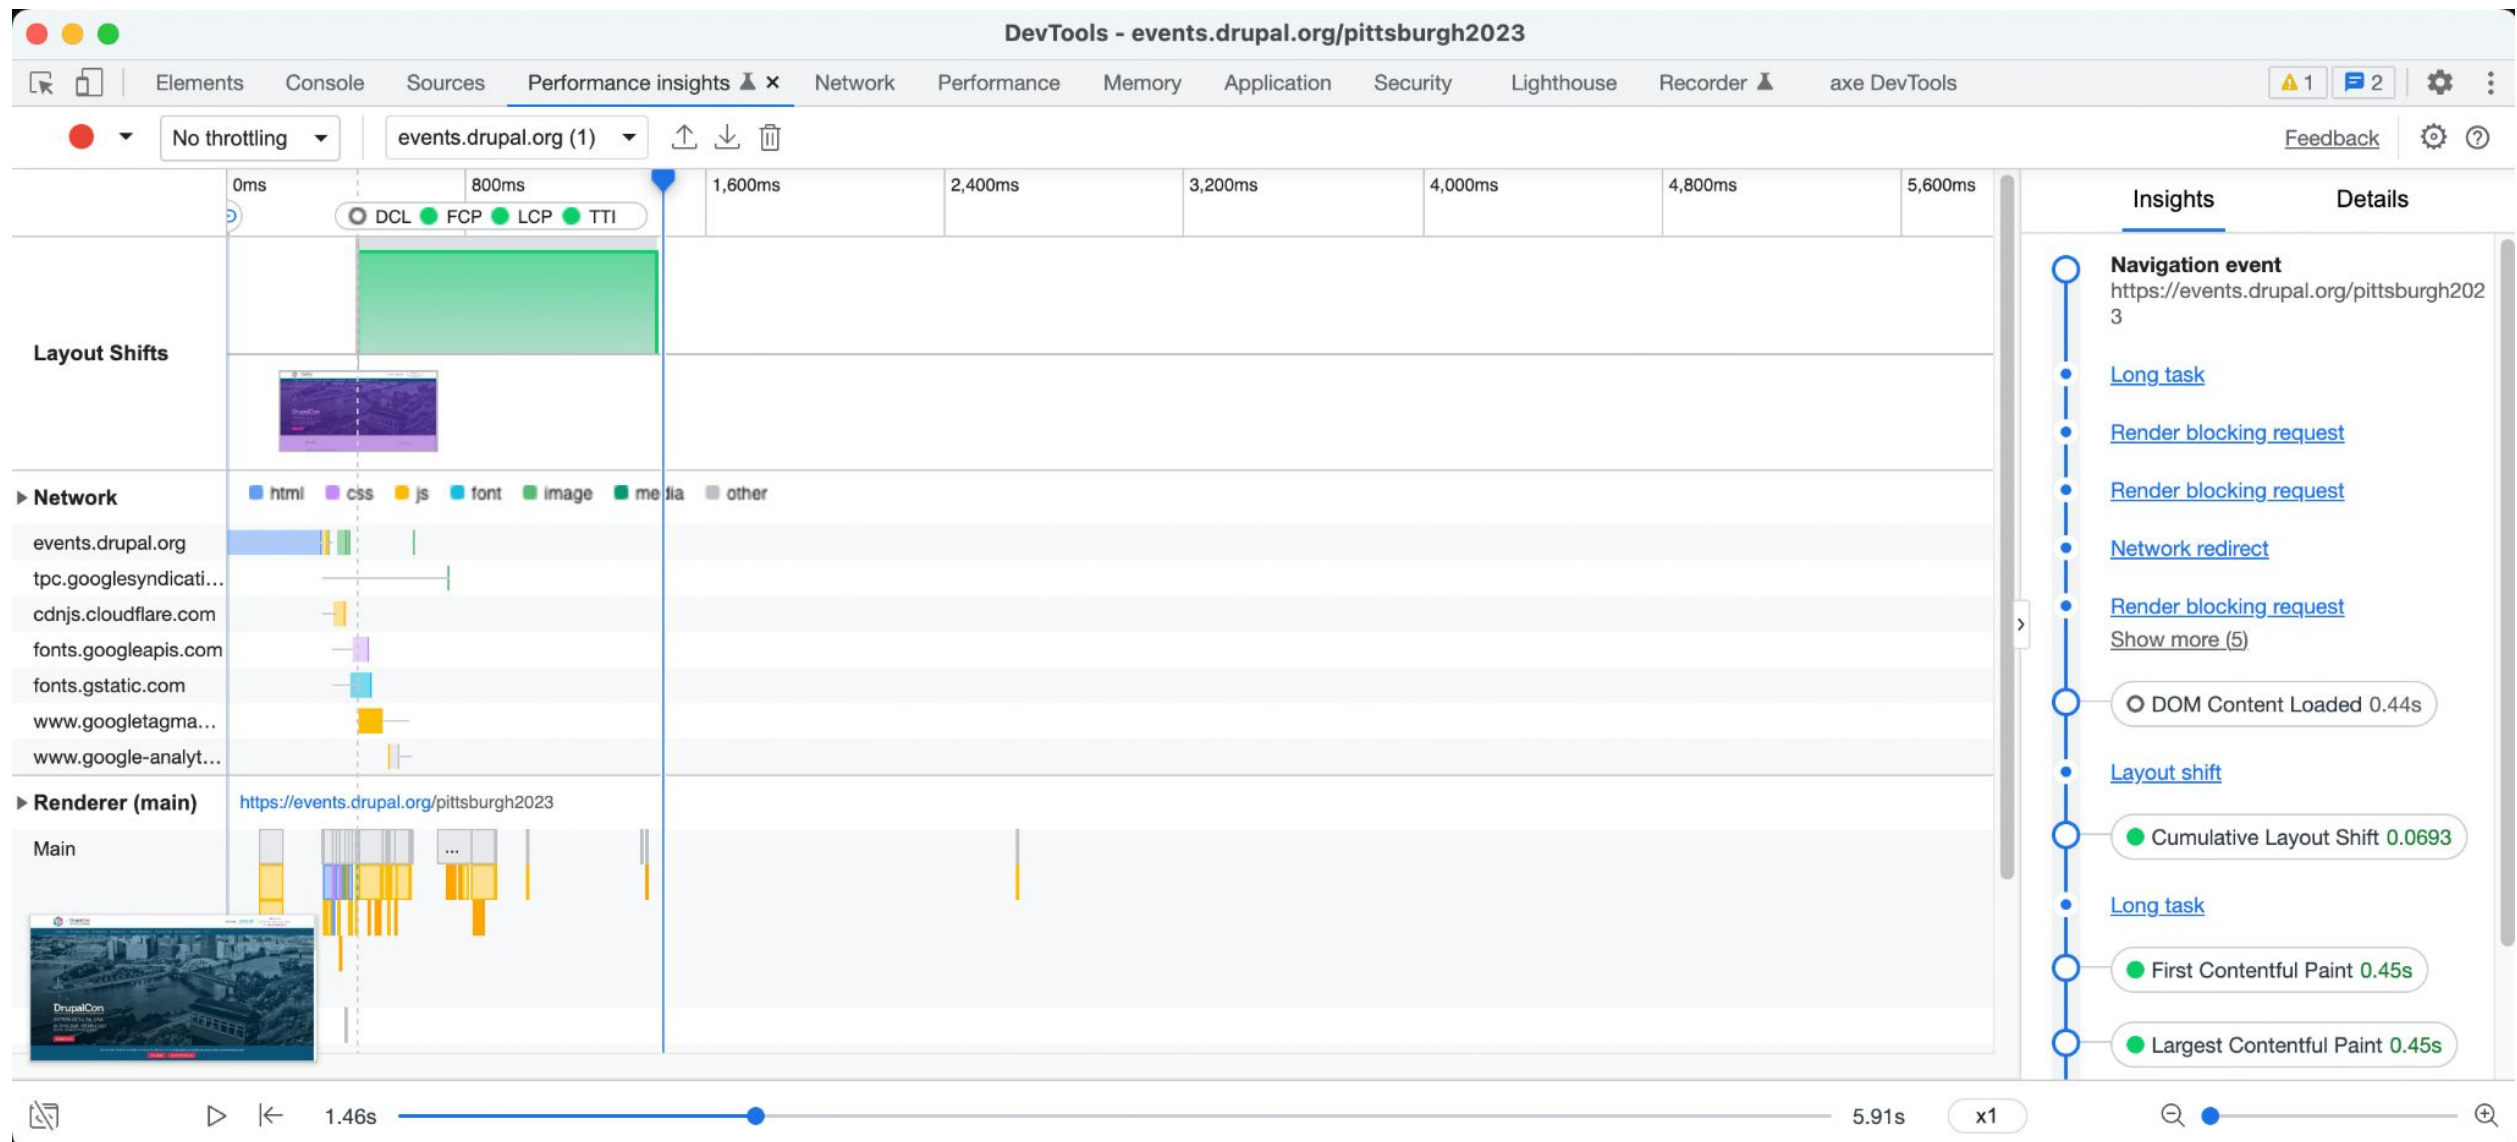 DevTools - events.drupal.org/pittsburgh2023
Elements Console Sources Performance insights Network Performance Memory Application Security Lighthouse Recorder axe DevTools 1 2
No throttling events.drupal.org (1) Feedback
0ms 800ms 1,600ms 2,400ms 3,200ms 4,000ms 4,800ms 5,600ms
DCL FCP LCP TTI
Layout Shifts
DrupalCon
Network html css js font image media other
events.drupal.org
tpc.googlesyndicati...
cdnjs.cloudflare.com
fonts.googleapis.com
fonts.gstatic.com
www.googletagma...
www.google-analyt...
Renderer (main) https://events.drupal.org/pittsburgh2023
Main ...
DrupalCon
DrupalCon
Insights Details
Navigation event
https://events.drupal.org/pittsburgh202
3
Long task
Render blocking request
Render blocking request
Network redirect
Render blocking request
Show more (5)
DOM Content Loaded 0.44s
Layout shift
Cumulative Layout Shift 0.0693
Long task
First Contentful Paint 0.45s
Largest Contentful Paint 0.45s
1.46s 5.91s x1